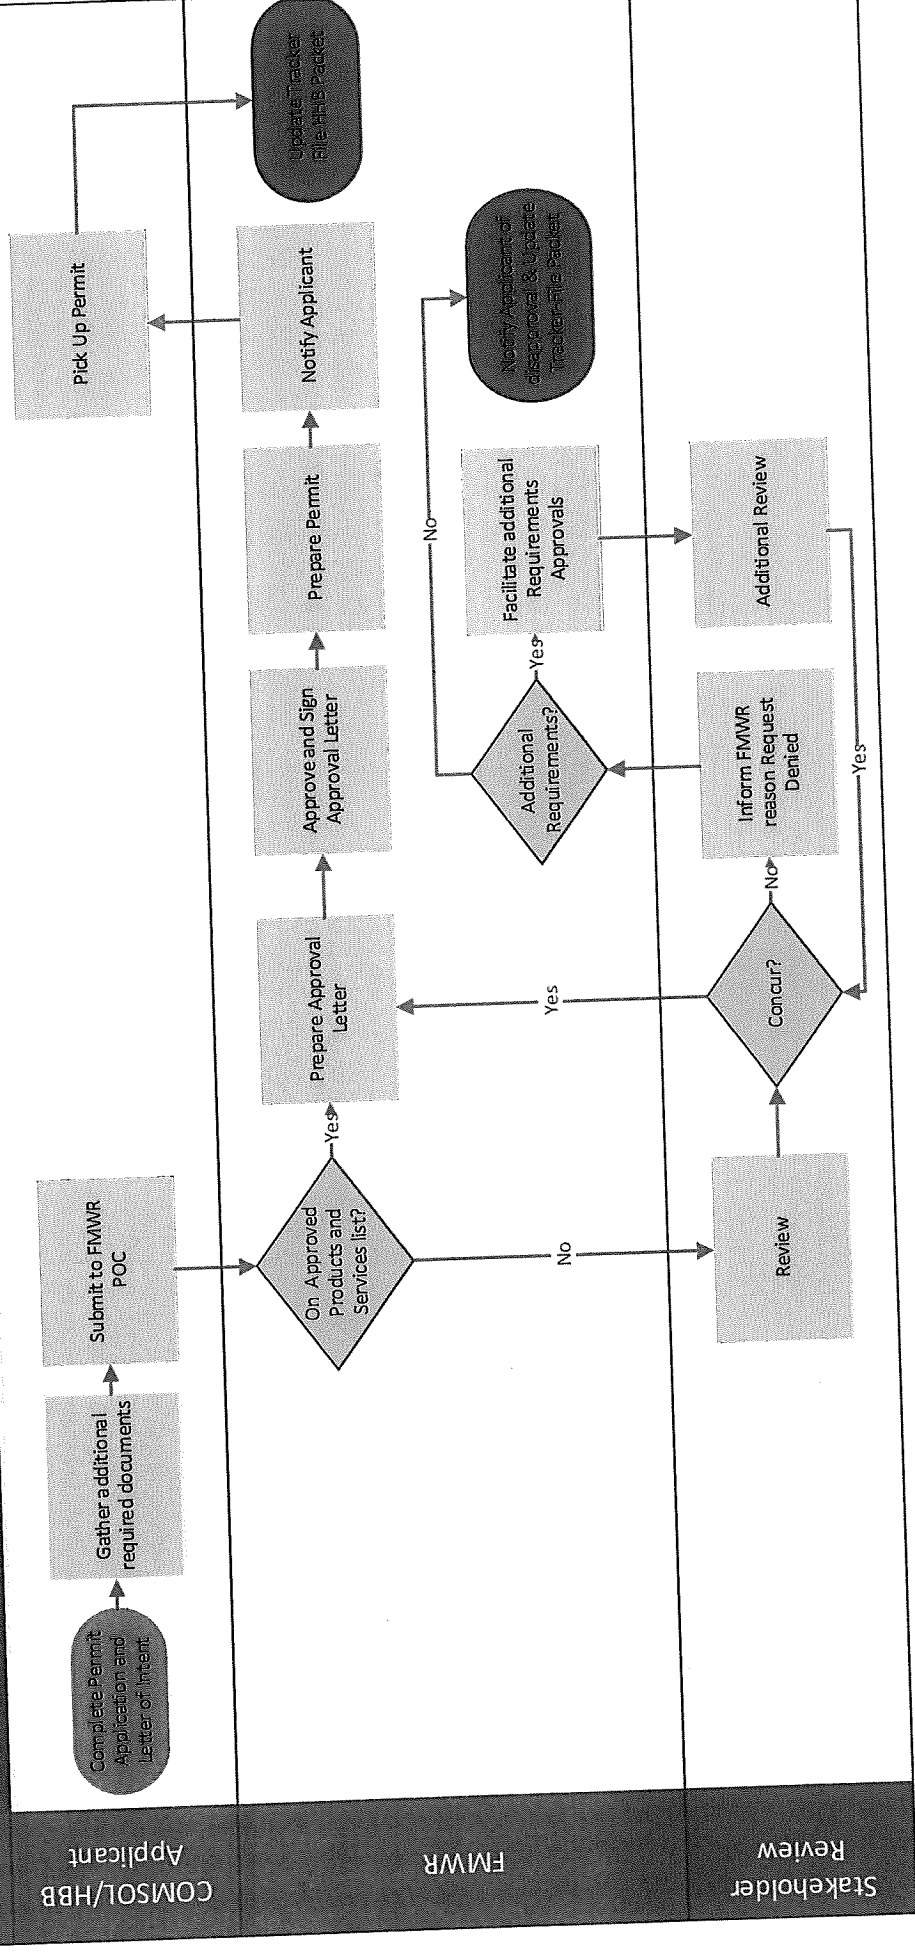 COMSOL/HBB
Applicant
Complete Permit
Application and
Letter of Intent
Gather additional
required documents
Submit to FMWR
POC
Pick Up Permit
FMWR
On Approved
Products and
Services list?
Yes
No
Prepare Approval
Letter
Approve and Sign
Approval Letter
Prepare Permit
Notify Applicant
Update Tracker
File HHB Packet
Yes
Additional
Requirements?
Yes
No
Facilitate additional
Requirements
Approvals
Notify Applicant of
disapproval & Update
Tracker-File Packet
Stakeholder
Review
Review
Concur?
No
Inform FMWR
reason Request
Denied
Additional Review
Yes